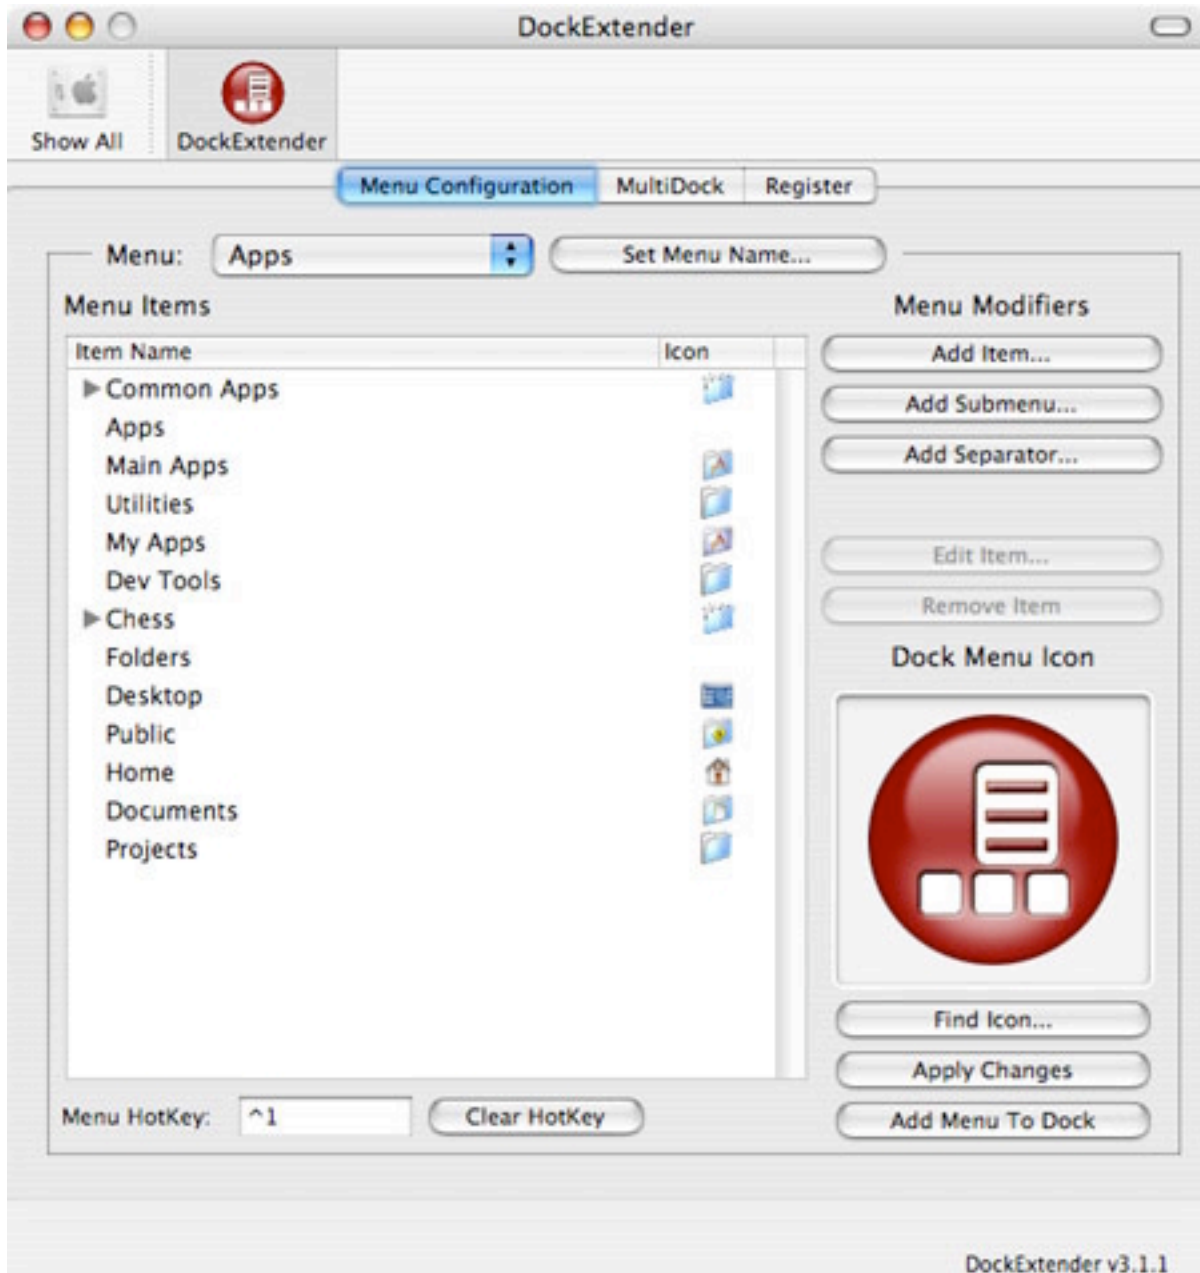 DockExtender
Show All
DockExtender
Menu Configuration
MultiDock
Register
Menu:
Apps
Set Menu Name...
Menu Items
Menu Modifiers
Item Name
Icon
Add Item...
Common Apps
Add Submenu...
Apps
Add Separator...
Main Apps
Utilities
My Apps
Edit Item...
Dev Tools
Remove Item
Chess
Folders
Dock Menu Icon
Desktop
Public
Home
Documents
Projects
Find Icon...
Apply Changes
Menu HotKey:
^1
Clear HotKey
Add Menu To Dock
DockExtender v3.1.1